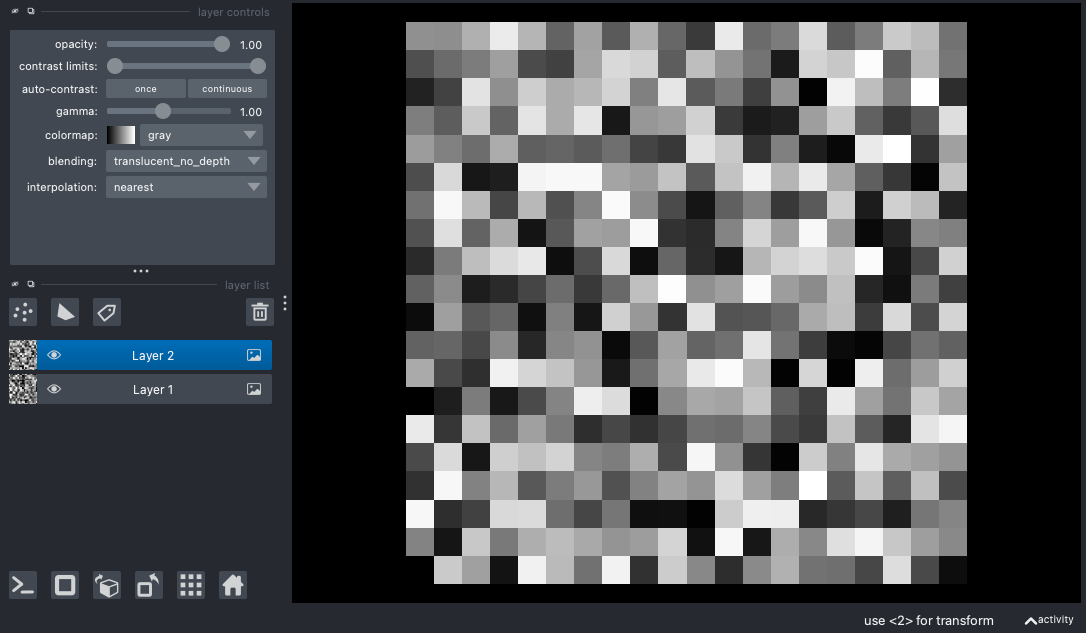 layer controls
opacity: 1.00
contrast limits:
auto-contrast: once continuous
gamma: 1.00
colormap: gray
blending: translucent_no_depth
interpolation: nearest
layer list
Layer 2
Layer 1
use <2> for transform activity